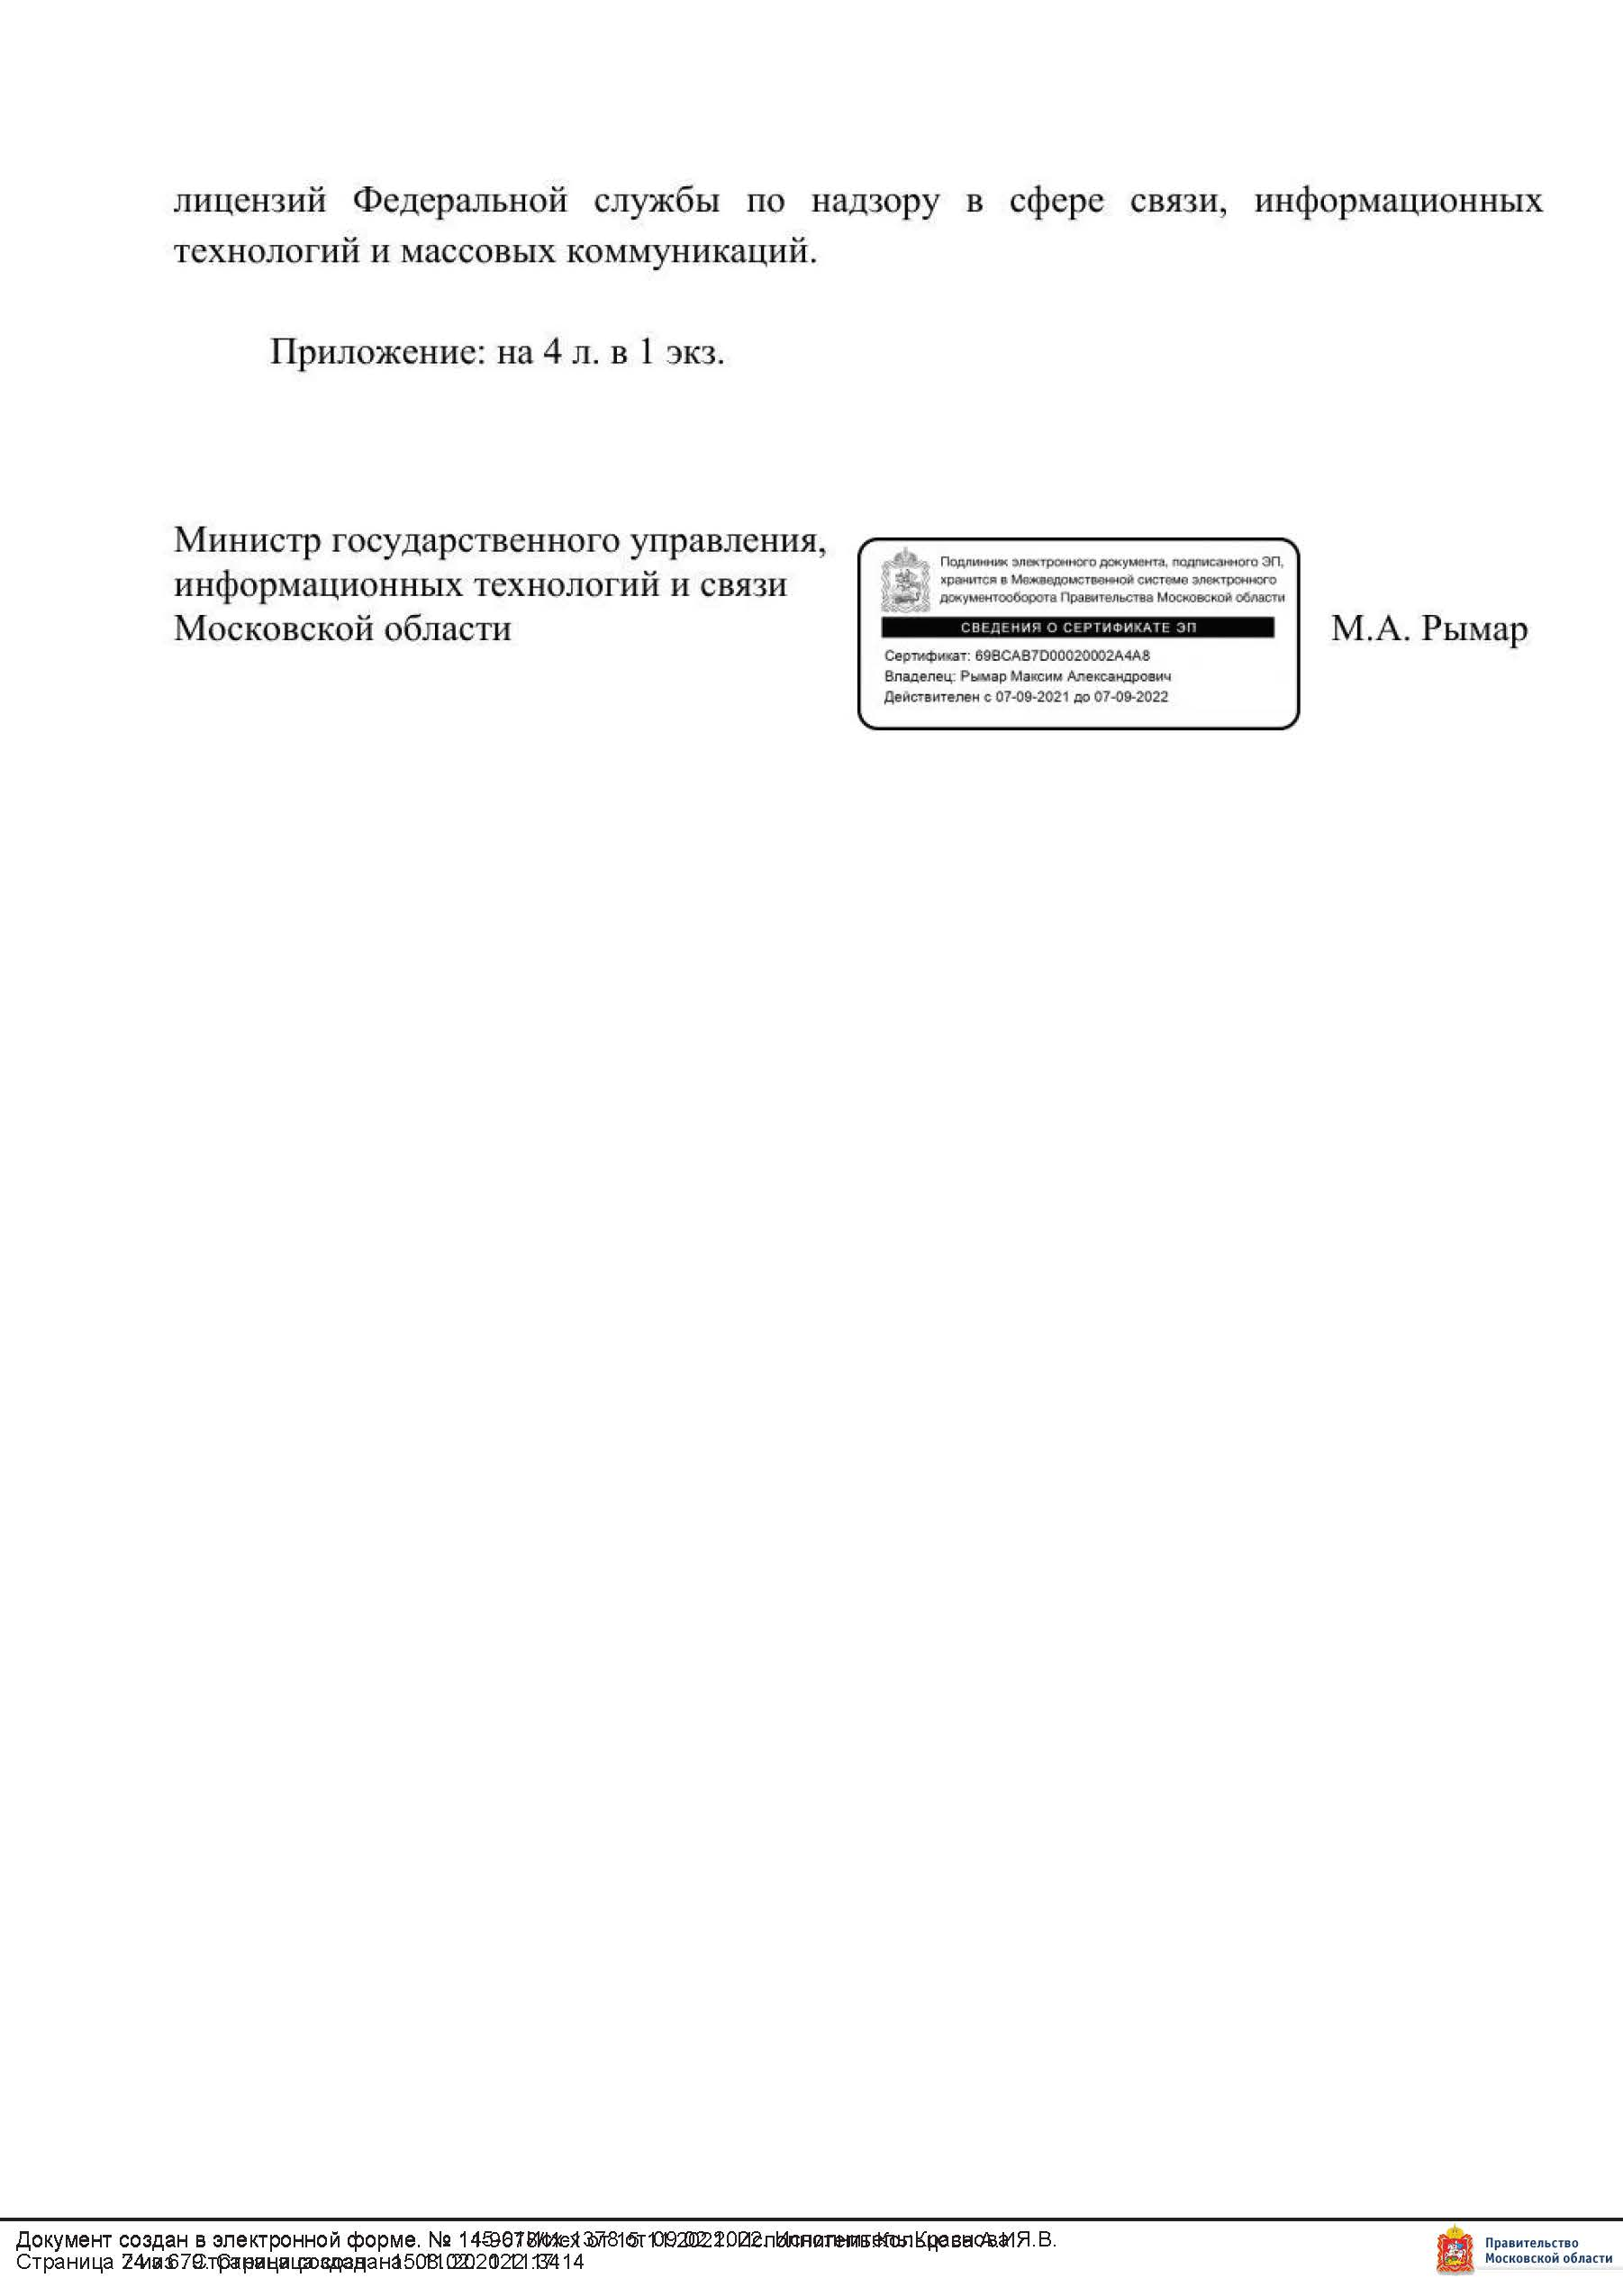 лицензий Федеральной службы по надзору в сфере связи, информационных
технологий и массовых коммуникаций.
Приложение: на 4 л. в 1 экз.
Министр государственного управления,
информационных технологий и связи
Московской области
Подлинник электронного документа, подписанного ЭП,
хранится в Межведомственной системе электронного
документооборота Правительства Московской области
СВЕДЕНИЯ О СЕРТИФИКАТЕ ЭП
Сертификат: 69BCAB7D00020002A4A8
Владелец: Рымар Максим Александрович
Действителен с 07-09-2021 до 07-09-2022
М.А. Рымар
Документ создан в электронной форме. №
Страница
Правительство
Московской области